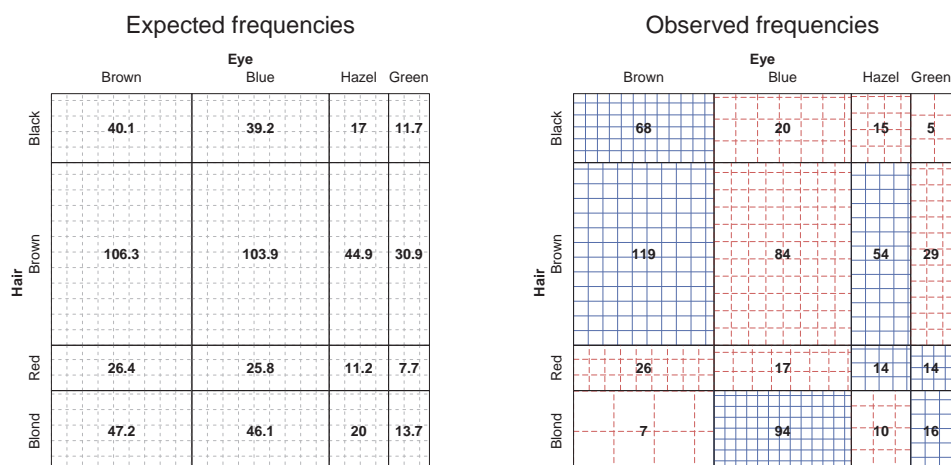 Expected frequencies
Eye
Brown Blue Hazel Green
Hair
Black 40.1 39.2 17 11.7
Brown 106.3 103.9 44.9 30.9
Red 26.4 25.8 11.2 7.7
Blond 47.2 46.1 20 13.7
Observed frequencies
Eye
Brown Blue Hazel Green
Hair
Black 68 20 15 5
Brown 119 84 54 29
Red 26 17 14 14
Blond 7 94 10 16